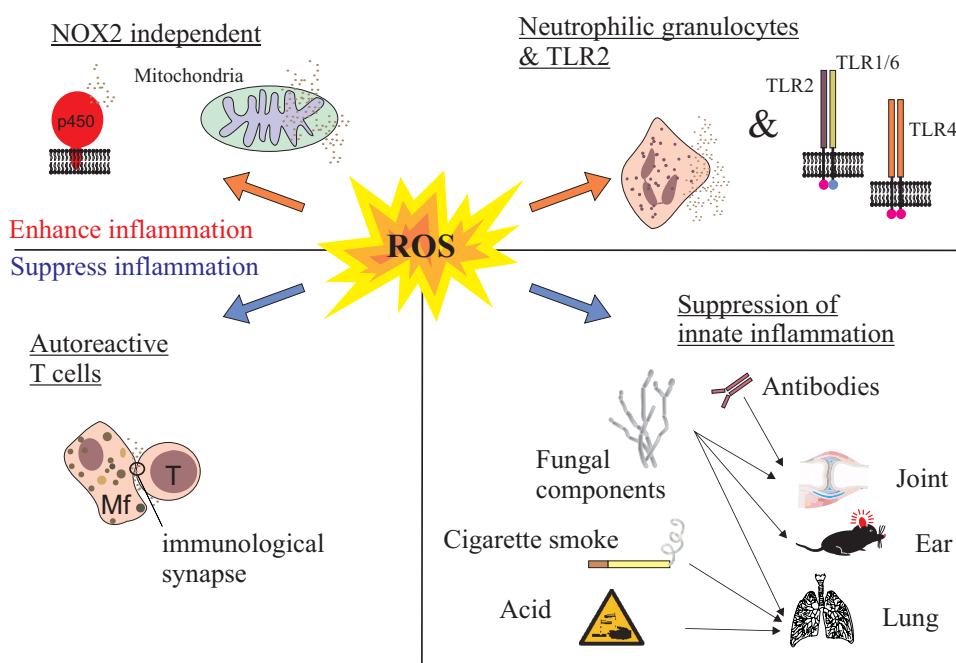 NOX2 independent
Mitochondria
p450
Neutrophilic granulocytes
& TLR2
TLR1/6
TLR2
&
TLR4
Enhance inflammation
ROS
Suppress inflammation
Autoreactive
T cells
Mf
T
immunological
synapse
Suppression of
innate inflammation
Antibodies
Fungal
components
Joint
Cigarette smoke
Ear
Acid
Lung